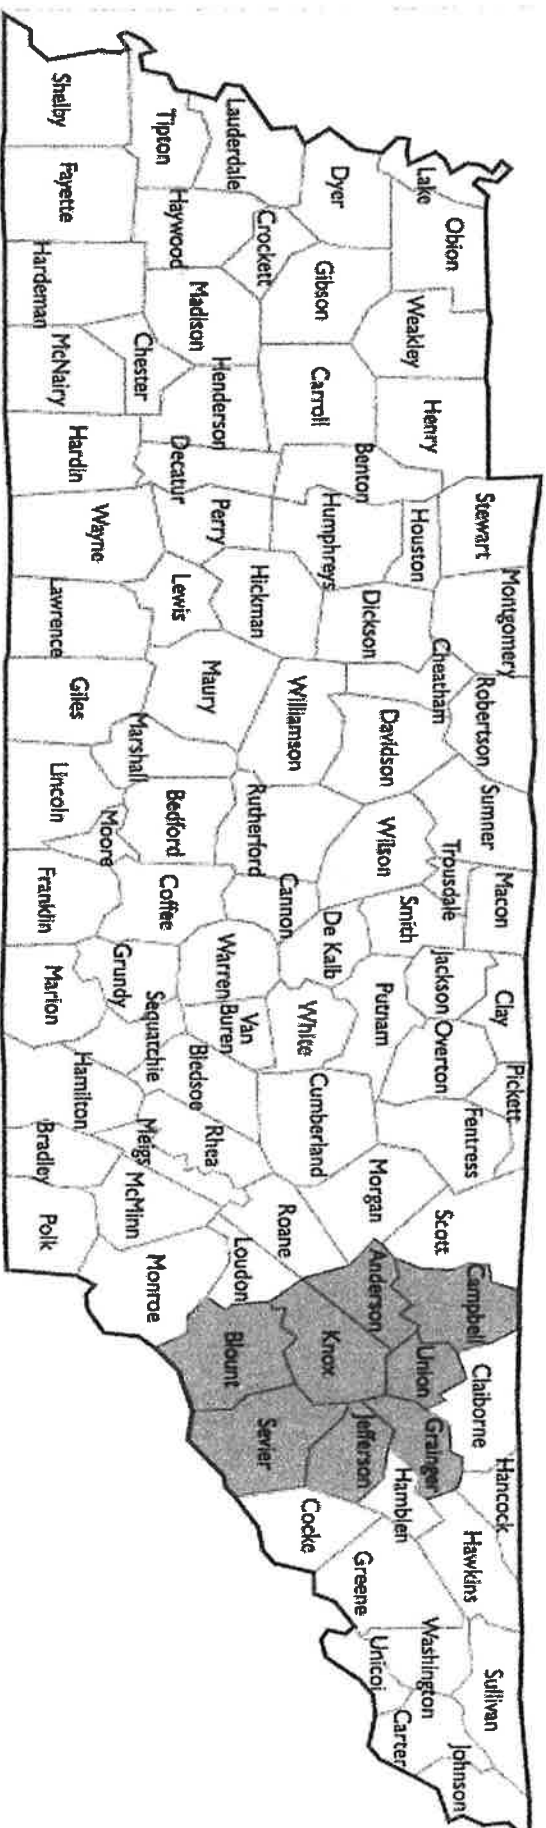 Lake
Obion
Weakley
Henry
Stewart
Montgomery
Robertson
Sumner
Macon
Clay
Pickett
Fentress
Scott
Campbell
Claiborne
Hancock
Hawkins
Sullivan
Johnson
Dyer
Gibson
Carroll
Benton
Houston
Humphreys
Dickson
Cheatham
Davidson
Wilson
Trousdale
Smith
Jackson
Overton
Putnam
De Kalb
White
Cumberland
Morgan
Anderson
Union
Grainger
Hamblen
Jefferson
Knox
Greene
Washington
Unicoi
Carter
Lauderdale
Crockett
Tipton
Haywood
Madison
Henderson
Decatur
Perry
Hickman
Lewis
Maury
Williamson
Rutherford
Cannon
Warren
Van
Buren
Bledsoe
Rhea
Roane
Loudon
Blount
Sevier
Cocke
Shelby
Fayette
Hardeman
Chester
McNairy
Hardin
Wayne
Lawrence
Giles
Marshall
Bedford
Lincoln
Moore
Coffee
Franklin
Grundy
Sequatchie
Marion
Hamilton
Meigs
Bradley
McMinn
Polk
Monroe